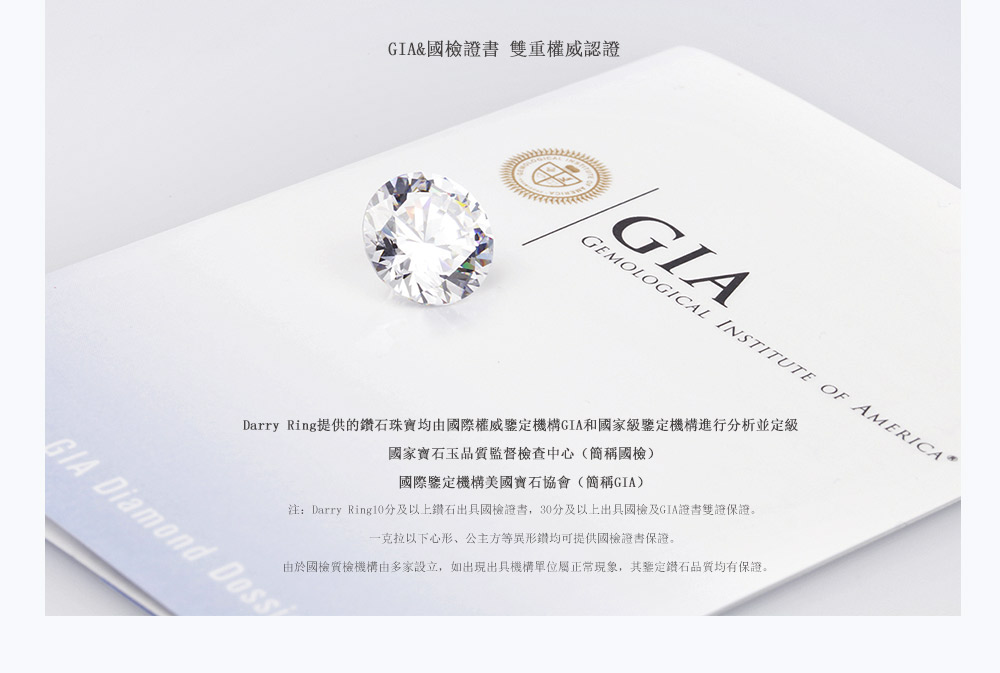 GIA&國檢證書 雙重權威認證
GIA
GEMOLOGICAL INSTITUTE OF AMERICA®
Darry Ring提供的鑽石珠寶均由國際權威鑒定機構GIA和國家級鑒定機構進行分析並定級
國家寶石玉品質監督檢查中心（簡稱國檢）
國際鑒定機構美國寶石協會（簡稱GIA）
注：Darry Ring10分及以上鑽石出具國檢證書，30分及以上出具國檢及GIA證書雙證保證。
一克拉以下心形、公主方等異形鑽均可提供國檢證書保證。
由於國檢質檢機構由多家設立，如出現出具機構單位屬正常現象，其鑒定鑽石品質均有保證。
GIA Diamond Dossi